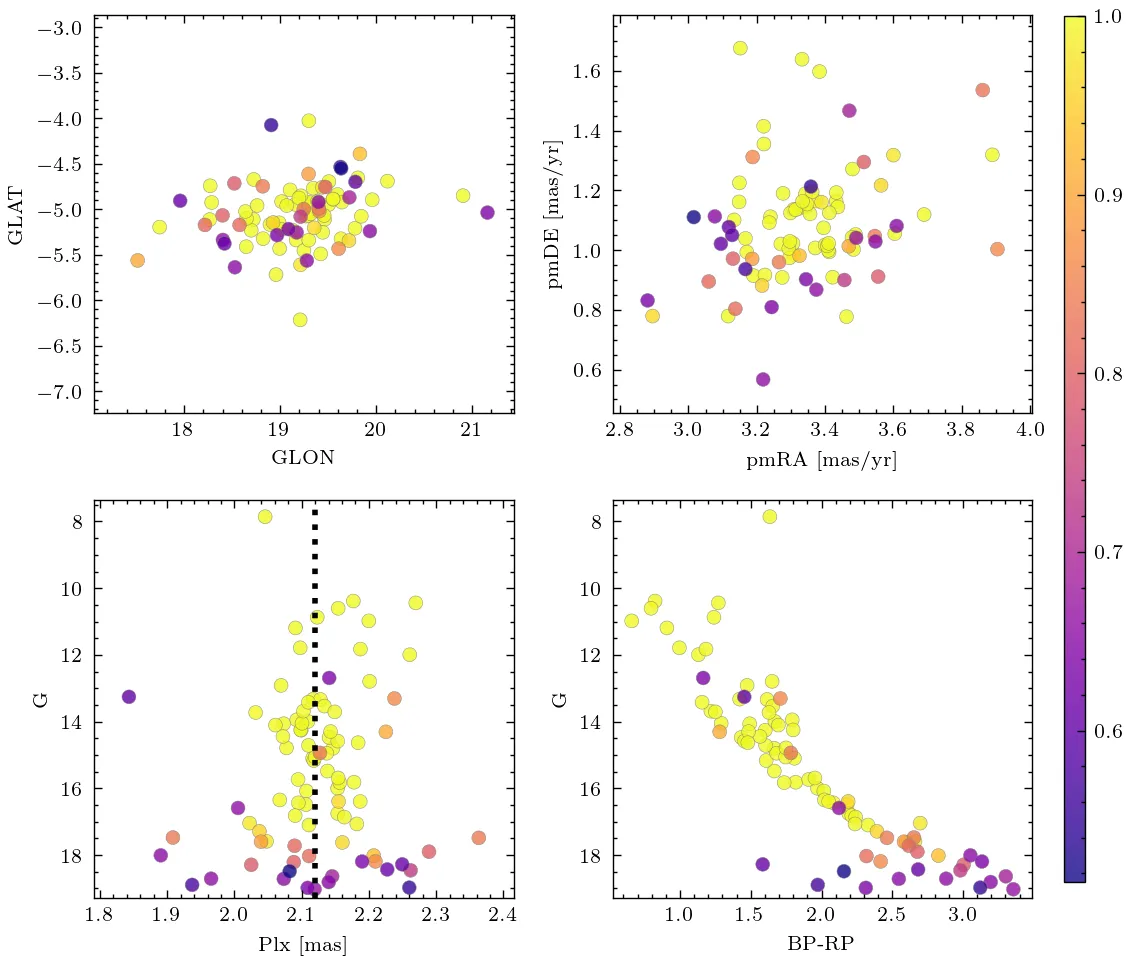 −3.0
−3.5
−4.0
−4.5
−5.0
−5.5
−6.0
−6.5
−7.0
GLAT
18 19 20 21
GLON
1.6
1.4
1.2
1.0
0.8
0.6
pmDE [mas/yr]
2.8 3.0 3.2 3.4 3.6 3.8 4.0
pmRA [mas/yr]
8
10
12
14
16
18
G
1.8 1.9 2.0 2.1 2.2 2.3 2.4
Plx [mas]
8
10
12
14
16
18
G
1.0 1.5 2.0 2.5 3.0
BP-RP
1.0
0.9
0.8
0.7
0.6